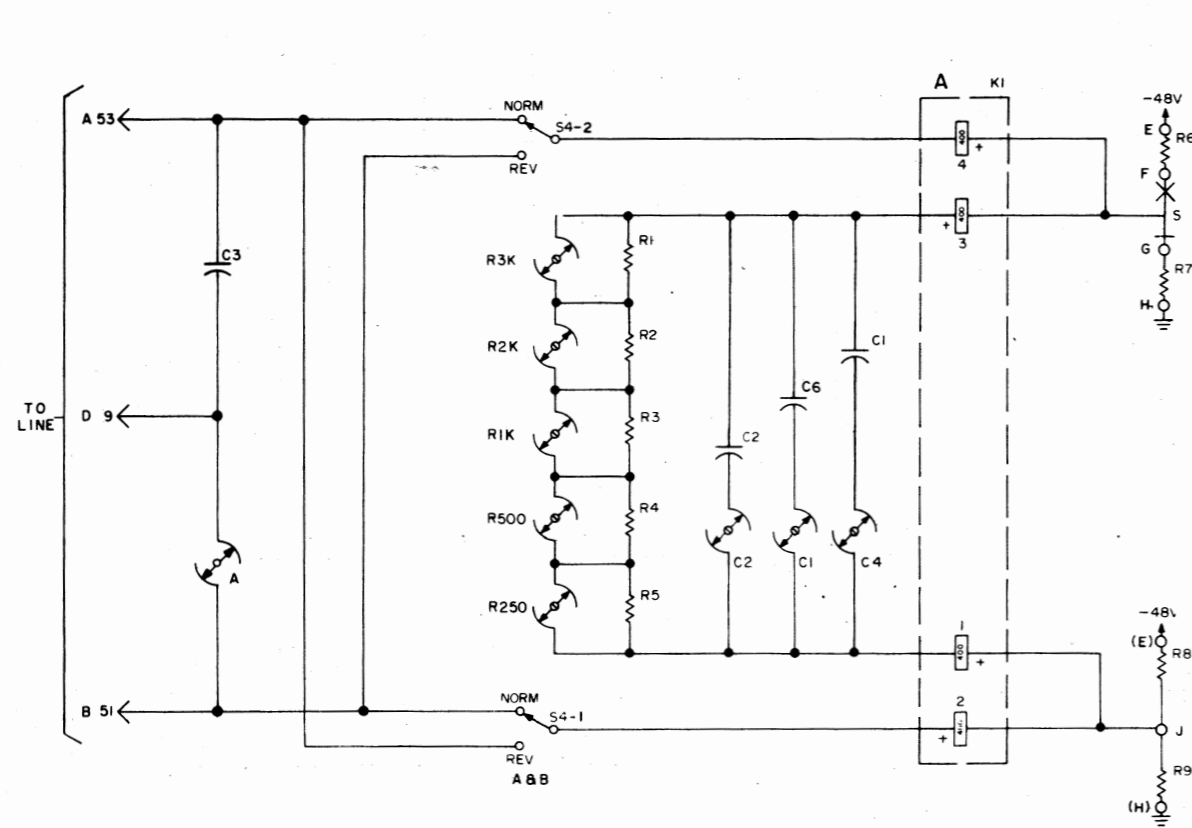 A K1
-48V
NORM
A 53
S4-2
E
R6
4
+
REV
F
S
R1
+
3
C3
R3K
G
R7
H
R2K
R2
C1
C6
TO
LINE
D 9
R1K
R3
C2
R500
R4
A
C2
C1
C4
R250
R5
1
400
+
-48V
(E)
R8
NORM
2
B 51
S4-1
+
J
REV
A & B
R9
(H)
400
400